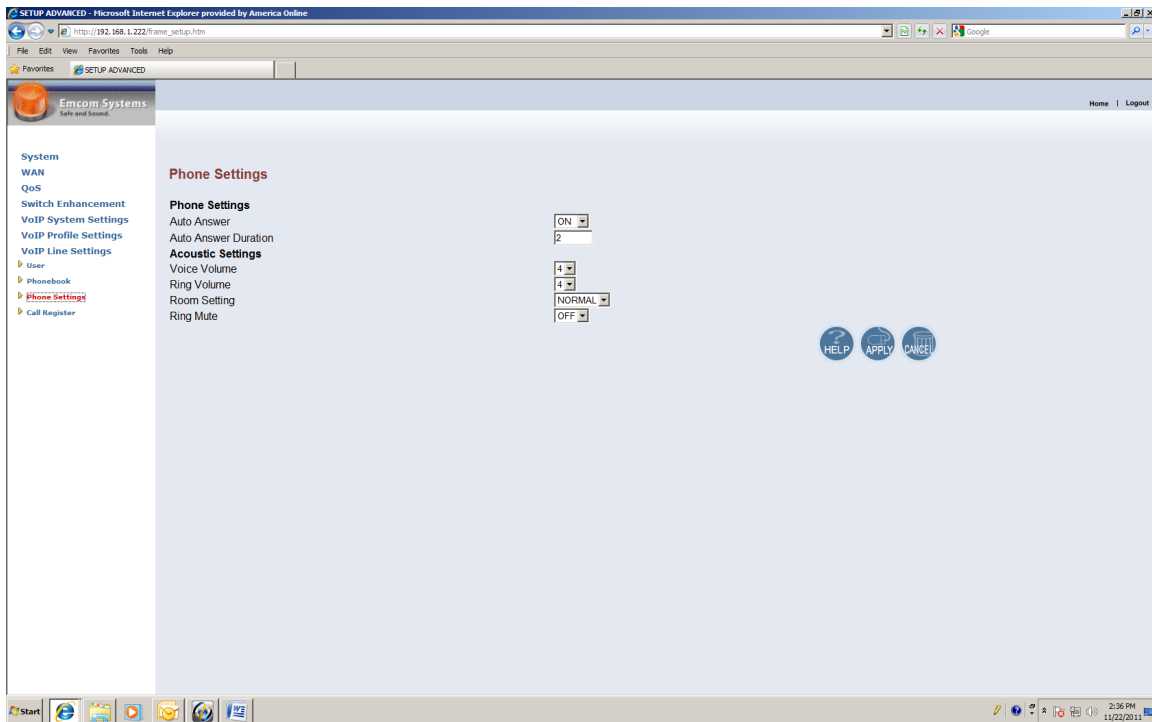 SETUP ADVANCED - Microsoft Internet Explorer provided by America Online
http://192.168.1.222/frame_setup.htm
Google
File Edit View Favorites Tools Help
Favorites SETUP ADVANCED
Emcom Systems
Safe and Sound.
Home | Logout
System
WAN
QoS
Switch Enhancement
VoIP System Settings
VoIP Profile Settings
VoIP Line Settings
User
Phonebook
Phone Settings
Call Register
Phone Settings
Phone Settings
Auto Answer ON
Auto Answer Duration 2
Acoustic Settings
Voice Volume 4
Ring Volume 4
Room Setting NORMAL
Ring Mute OFF
HELP APPLY CANCEL
Start
2:36 PM
11/22/2011